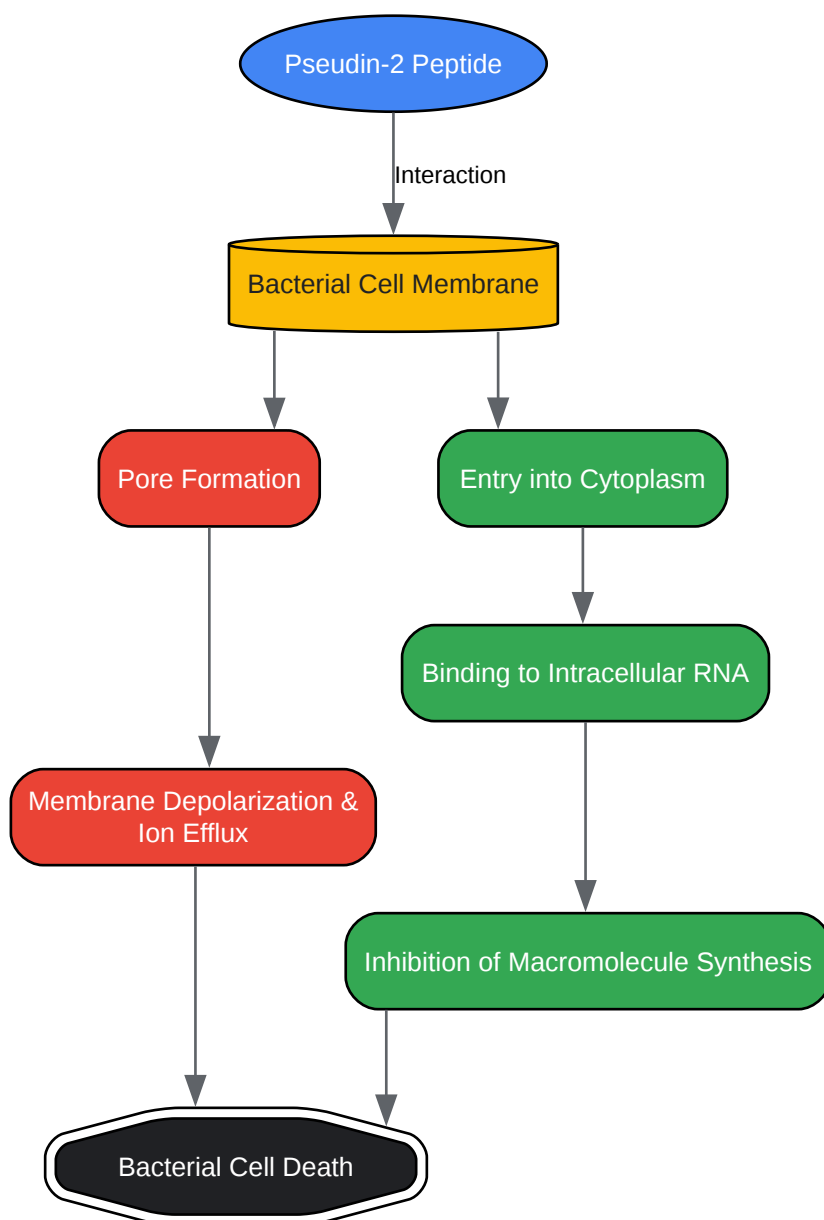 Pseudin-2 Peptide
Interaction
Bacterial Cell Membrane
Pore Formation
Entry into Cytoplasm
Binding to Intracellular RNA
Membrane Depolarization &
Ion Efflux
Inhibition of Macromolecule Synthesis
Bacterial Cell Death